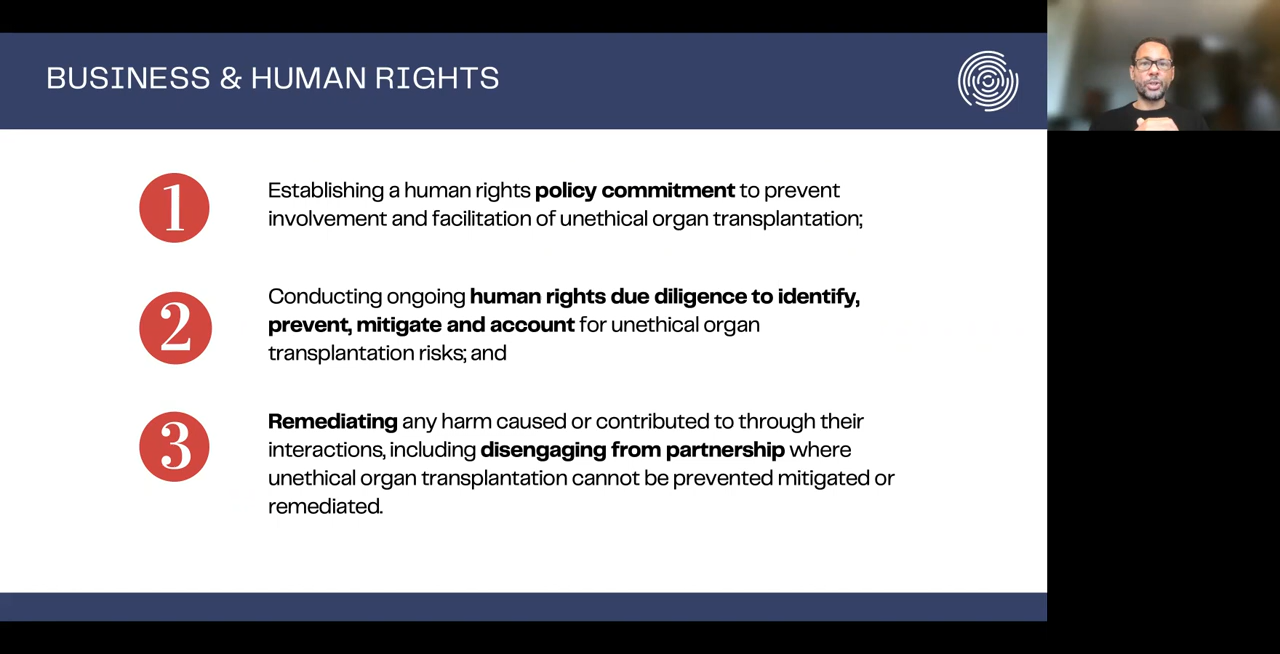 BUSINESS & HUMAN RIGHTS
1
Establishing a human rights policy commitment to prevent
involvement and facilitation of unethical organ transplantation;
2
Conducting ongoing human rights due diligence to identify,
prevent, mitigate and account for unethical organ
transplantation risks; and
3
Remediating any harm caused or contributed to through their
interactions, including disengaging from partnership where
unethical organ transplantation cannot be prevented mitigated or
remediated.